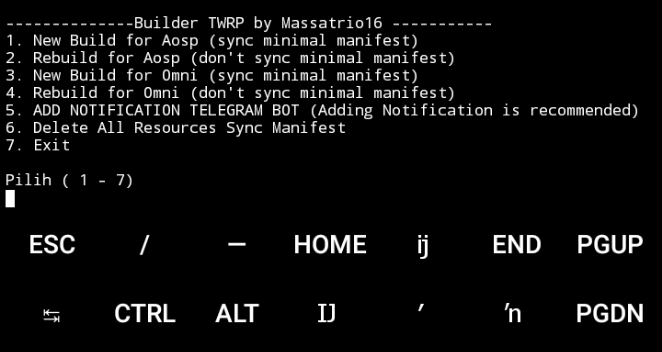 --------------Builder TWRP by Massatrio16 -----------
1. New Build for Aosp (sync minimal manifest)
2. Rebuild for Aosp (don't sync minimal manifest)
3. New Build for Omni (sync minimal manifest)
4. Rebuild for Omni (don't sync minimal manifest)
5. ADD NOTIFICATION TELEGRAM BOT (Adding Notification is recommended)
6. Delete All Resources Sync Manifest
7. Exit
Pilih ( 1 - 7)
ESC / — HOME ĳ END PGUP
↹ CTRL ALT Ĳ ′ ŉ PGDN